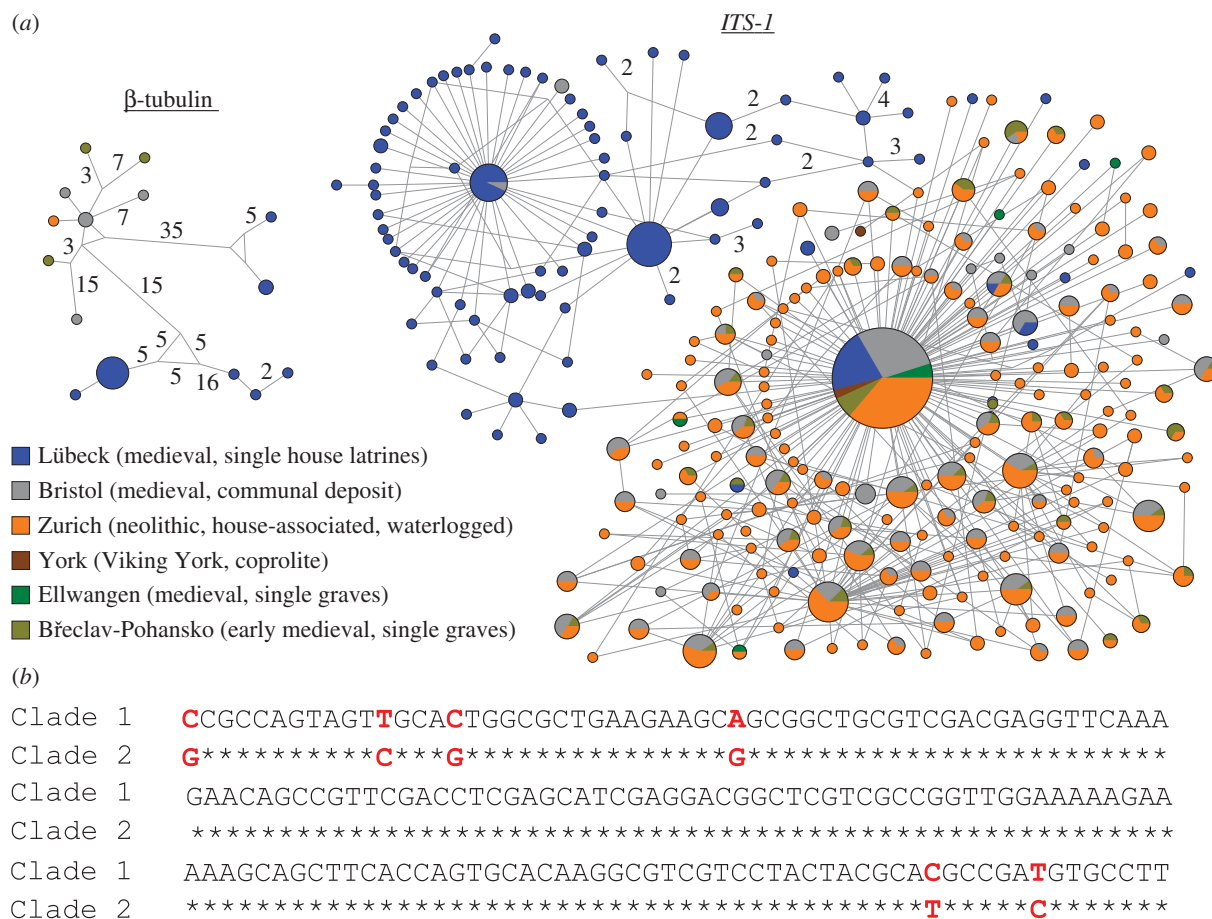 (a)
ITS-1
β-tubulin
2
2
4
2
3
2
3
2
3
7
7
3
35
5
15
15
5
5
5
5
16
2
Lübeck (medieval, single house latrines)
Bristol (medieval, communal deposit)
Zurich (neolithic, house-associated, waterlogged)
York (Viking York, coprolite)
Ellwangen (medieval, single graves)
Břeclav-Pohansko (early medieval, single graves)
(b)
Clade 1 CCGCCAGTAGTTGCACTGGCGCTGAAGAAGCAGCGGCTGCGTCGACGAGGTTCAAA
Clade 2 G**********C***G***************G************************
Clade 1 GAACAGCCGTTCGACCTCGAGCATCGAGGACGGCTCGTCGCCGGTTGGAAAAAGAA
Clade 2 ********************************************************
Clade 1 AAAGCAGCTTCACCAGTGCACAAGGCGTCGTCCTACTACGCACGCCGATGTGCCTT
Clade 2 ******************************************T*****C*******